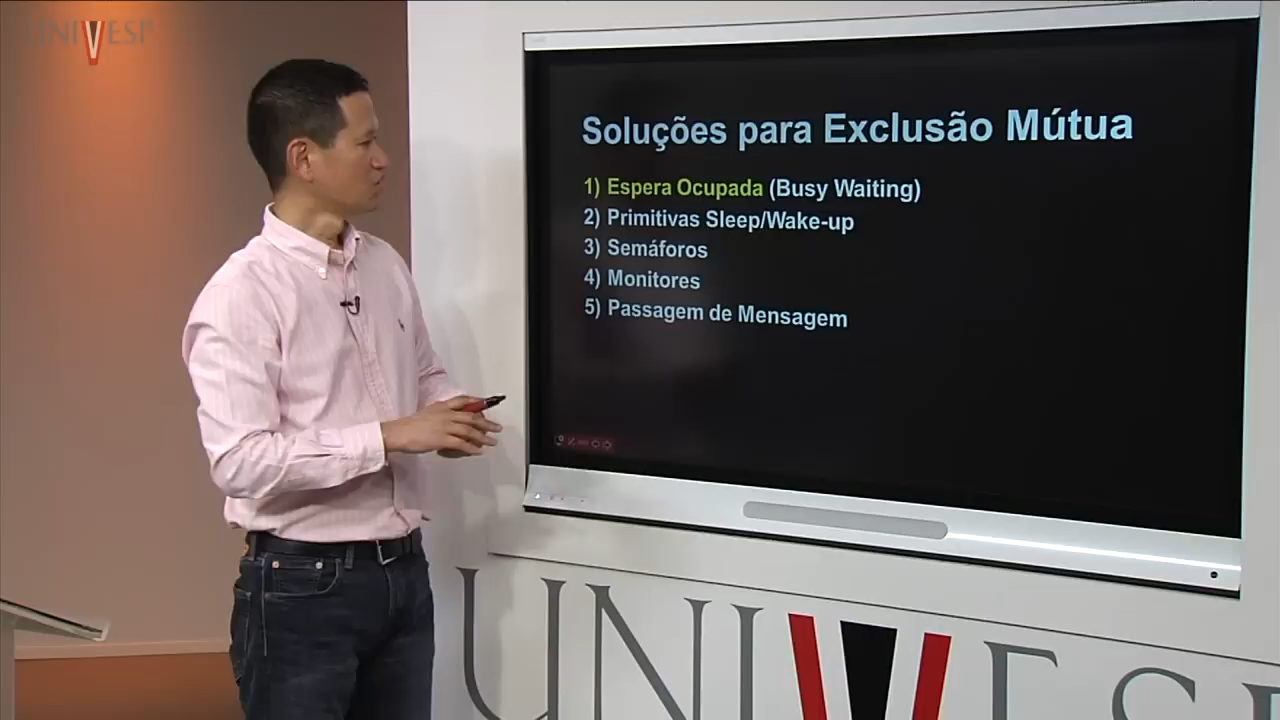 UNIVESP
Soluções para Exclusão Mútua
1) Espera Ocupada (Busy Waiting)
2) Primitivas Sleep/Wake-up
3) Semáforos
4) Monitores
5) Passagem de Mensagem
UNIVESP